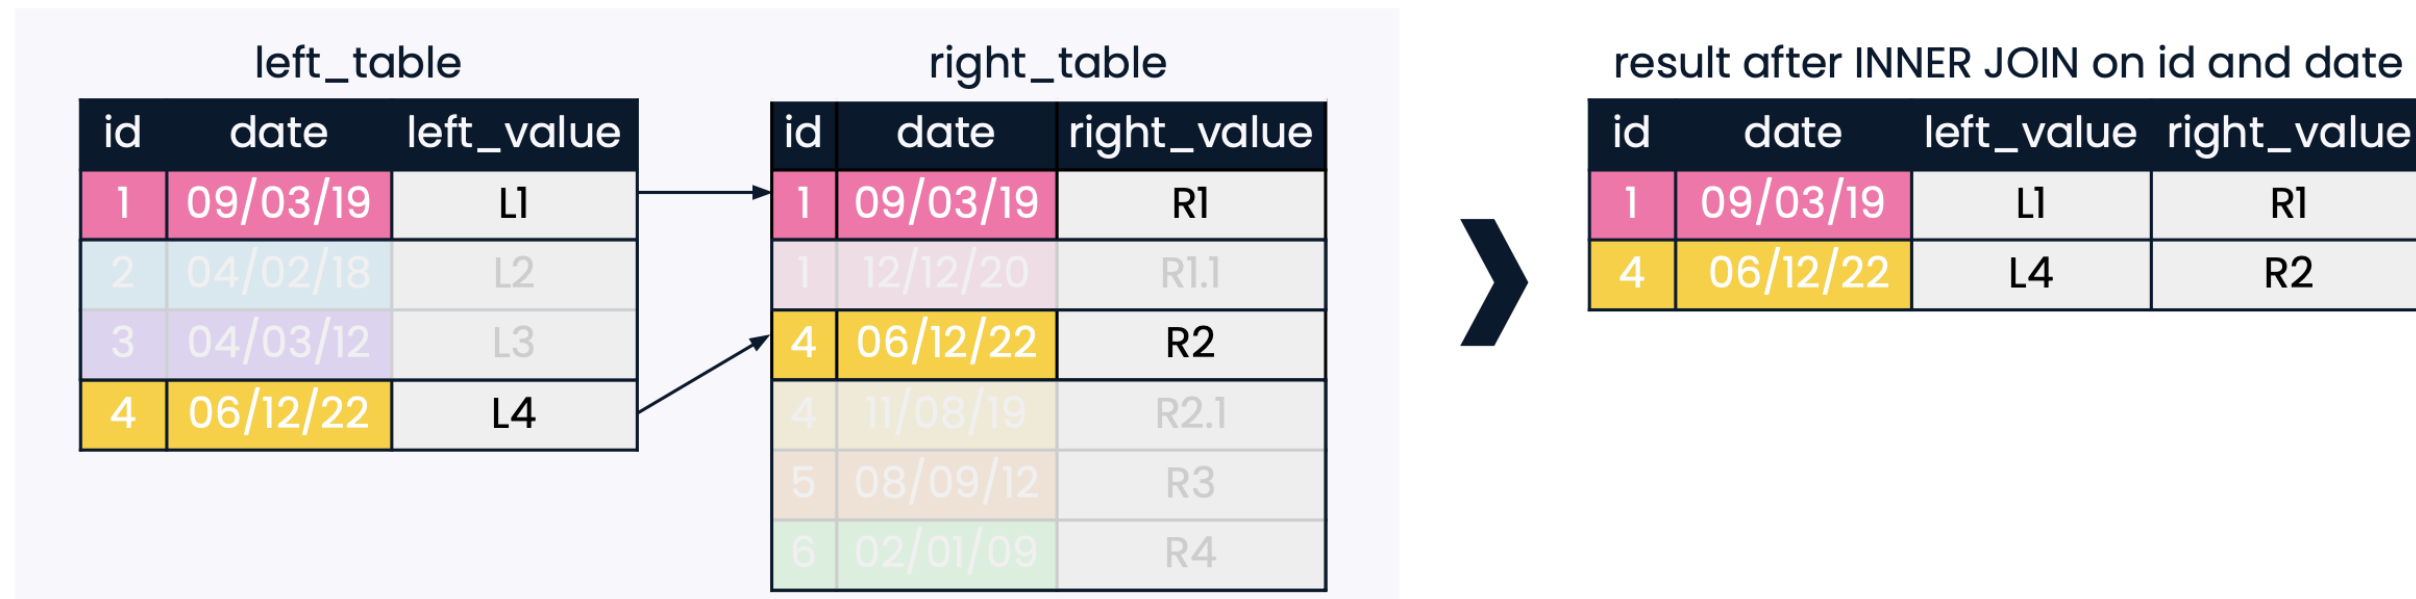 left_table
id date left_value
1 09/03/19 L1
2 04/02/18 L2
3 04/03/12 L3
4 06/12/22 L4
right_table
id date right_value
1 09/03/19 R1
1 12/12/20 R1.1
4 06/12/22 R2
4 11/08/19 R2.1
5 08/09/12 R3
6 02/01/09 R4
result after INNER JOIN on id and date
id date left_value right_value
1 09/03/19 L1 R1
4 06/12/22 L4 R2